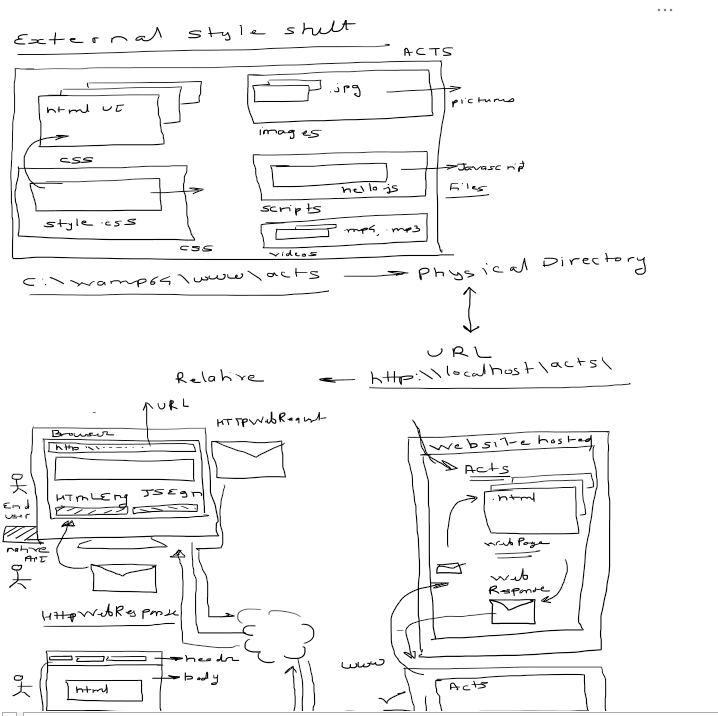 External style shelt
ACTS
html UI
.jpg
pictures
images
css
hello.js
Javascript
Files
scripts
style.css
css
mp4, .mp3
videos
C:\wamp64\www\acts
Physical Directory
URL
Relative
http:\\localhost\acts\
URL
HTTPWebRequest
Browser
http
website hosted
Acts
.html
HTMLEng
JSEgn
End
user
native
API
webPage
web
Response
HttpWebResponse
www
header
body
html
Acts